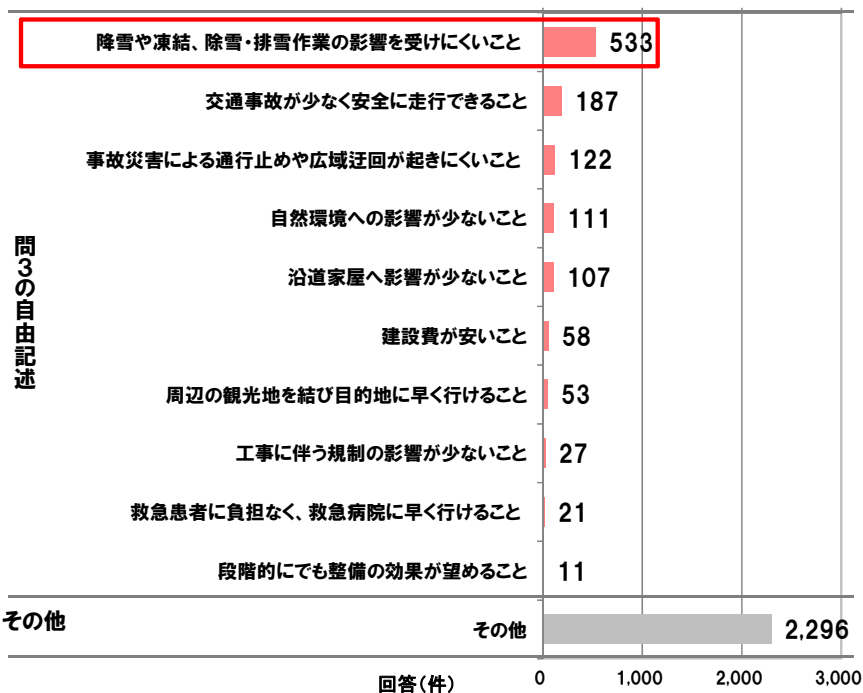 問３の自由記述
降雪や凍結、除雪・排雪作業の影響を受けにくいこと 533
交通事故が少なく安全に走行できること 187
事故災害による通行止めや広域迂回が起きにくいこと 122
自然環境への影響が少ないこと 111
沿道家屋へ影響が少ないこと 107
建設費が安いこと 58
周辺の観光地を結び目的地に早く行けること 53
工事に伴う規制の影響が少ないこと 27
救急患者に負担なく、救急病院に早く行けること 21
段階的にでも整備の効果が望めること 11
その他 その他 2,296
回答（件） 0 1,000 2,000 3,000